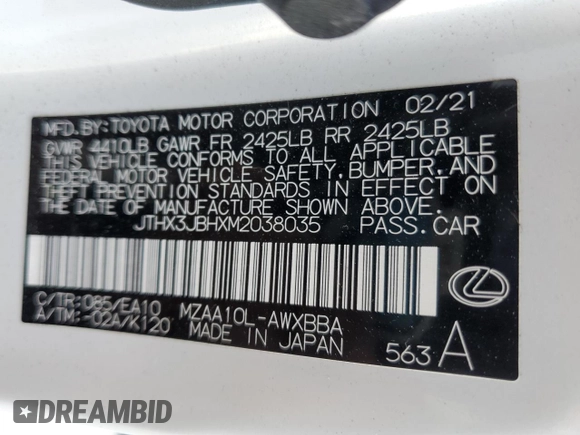 MFD.BY:TOYOTA MOTOR CORPORATION 02/21
GVWR 4410LB GAWR FR 2425LB RR 2425LB
THIS VEHICLE CONFORMS TO ALL APPLICABLE
FEDERAL MOTOR VEHICLE SAFETY,BUMPER,AND
THEFT PREVENTION STANDARDS IN EFFECT ON
THE DATE OF MANUFACTURE SHOWN ABOVE.
JTHX3JBHXM2038035 PASS.CAR
C/TR:085/EA10 MZAA10L-AWXBBA
A/TM:-02A/K120 MADE IN JAPAN 563 A
DREAMBID